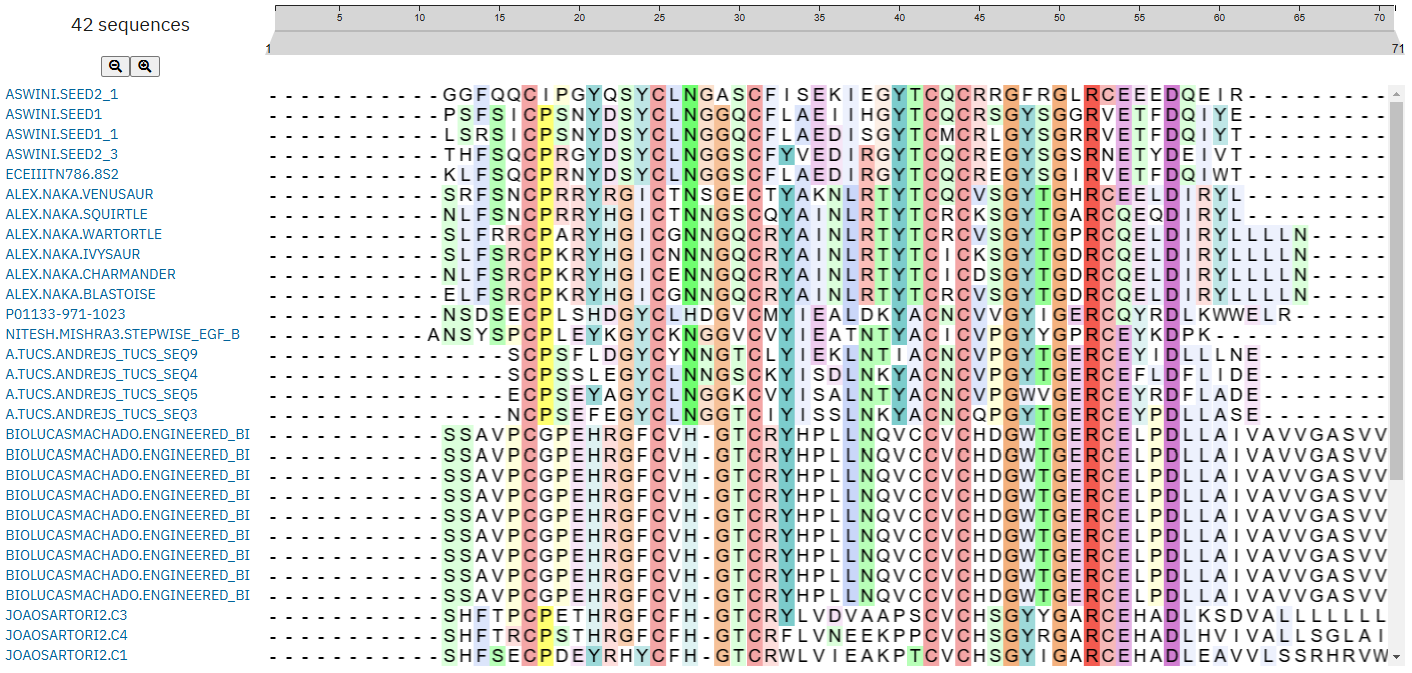 42 sequences
5 10 15 20 25 30 35 40 45 50 55 60 65 70
1 71
ASWINI.SEED2_1 -----------GGFQQCIPGYQSYCLNGASCFISEKIEGYTCQCRRGFRGLRCEEEDQEIR---------
ASWINI.SEED1 -----------PSFSICPSNYDSYCLNGGQCFLAEIIHGYTCQCRSGYSGGRVETFDQIYE---------
ASWINI.SEED1_1 -----------LSRSICPSNYDSYCLNGGQCFLAEDISGYTCMCRLGYSGRRVETFDQIYT---------
ASWINI.SEED2_3 -----------THFSQCPRGYDSYCLNGGSCFYVEDIRGYTCQCREGYSGSRNETYDEIVT---------
ECEIIITN786.8S2 -----------KLFSQCPRNYDSYCLNGGSCFLAEDIRGYTCQCREGYSGIRVETFDQIWT---------
ALEX.NAKA.VENUSAUR -----------SRFSNCPRRYRGICTNSGECTYAKNLRTYTCQCVSGYTGHRCEELDIRYL---------
ALEX.NAKA.SQUIRTLE -----------NLFSNCPRRYHGICTNNGSCQYAINLRTYTCRCKSGYTGARCQEQDIRYL---------
ALEX.NAKA.WARTORTLE -----------SLFRRCPARYHGICGNNGQCRYAINLRTYTCRCVSGYTGPRCQELDIRYLLLLN-----
ALEX.NAKA.IVYSAUR -----------SLFSRCPKRYHGICNNNGSCRYAINLRTYTCICKSGYTGDRCQELDIRYLLLLN-----
ALEX.NAKA.CHARMANDER -----------NLFSRCPKRYHGICENNGQCRYAINLRTYTCICDSGYTGDRCQELDIRYLLLLN-----
ALEX.NAKA.BLASTOISE -----------ELFSRCPKRYHGICGNNGQCRYAINLRTYTCRCVSGYTGDRCQELDIRYLLLLN-----
P01133-971-1023 -----------NSDSECPLSHDGYCLHDGVCMYIEALDKYACNCVVGYIGERCQYRDLKWWELR------
NITESH.MISHRA3.STEPWISE_EGF_B ----------ANSYSPCPLEYKGYCKNGGVCVYIEATNTYACICVPGYVGPRCEYKDPK-----------
A.TUCS.ANDREJS_TUCS_SEQ9 ---------------SCPSFLDGYCYNNGTCLYIEKLNTIACNCVPGYTGERCEYIDLLLNE--------
A.TUCS.ANDREJS_TUCS_SEQ4 ---------------SCPSSLEGYCLNNGSCKYISDLNKYACNCVPGYTGERCEFLDFLIDE--------
A.TUCS.ANDREJS_TUCS_SEQ5 ---------------ECPSEYAGYCLNGGKCVYISALNTYACNCVPGWVGERCEYRDFLADE--------
A.TUCS.ANDREJS_TUCS_SEQ3 ---------------NCPSEFEGYCLNGGTCIYISSLNKYACNCQPGYTGERCEYPDLLASE--------
BIOLUCASMACHADO.ENGINEERED_BI -----------SSAVPCGPEHRGFCVH-GTCRYHPLLNQVCCVCHDGWTGERCELPDLLAIVAVVGASVV
BIOLUCASMACHADO.ENGINEERED_BI -----------SSAVPCGPEHRGFCVH-GTCRYHPLLNQVCCVCHDGWTGERCELPDLLAIVAVVGASVV
BIOLUCASMACHADO.ENGINEERED_BI -----------SSAVPCGPEHRGFCVH-GTCRYHPLLNQVCCVCHDGWTGERCELPDLLAIVAVVGASVV
BIOLUCASMACHADO.ENGINEERED_BI -----------SSAVPCGPEHRGFCVH-GTCRYHPLLNQVCCVCHDGWTGERCELPDLLAIVAVVGASVV
BIOLUCASMACHADO.ENGINEERED_BI -----------SSAVPCGPEHRGFCVH-GTCRYHPLLNQVCCVCHDGWTGERCELPDLLAIVAVVGASVV
BIOLUCASMACHADO.ENGINEERED_BI -----------SSAVPCGPEHRGFCVH-GTCRYHPLLNQVCCVCHDGWTGERCELPDLLAIVAVVGASVV
BIOLUCASMACHADO.ENGINEERED_BI -----------SSAVPCGPEHRGFCVH-GTCRYHPLLNQVCCVCHDGWTGERCELPDLLAIVAVVGASVV
BIOLUCASMACHADO.ENGINEERED_BI -----------SSAVPCGPEHRGFCVH-GTCRYHPLLNQVCCVCHDGWTGERCELPDLLAIVAVVGASVV
BIOLUCASMACHADO.ENGINEERED_BI -----------SSAVPCGPEHRGFCVH-GTCRYHPLLNQVCCVCHDGWTGERCELPDLLAIVAVVGASVV
JOAOSARTORI2.C3 -----------SHFTPCPETHRGFCFH-GTCRYLVDVAAPSCVCHSGYYGARCEHADLKSDVALLLLLLL
JOAOSARTORI2.C4 -----------SHFTRCPSTHRGFCFH-GTCRFLVNEEKPPCVCHSGYRGARCEHADLHVIVALLSGLAI
JOAOSARTORI2.C1 -----------SHFSECPDEYRHYCFH-GTCRWLVIEAKPTCVCHSGYIGARCEHADLEAVVLSSRHRVW